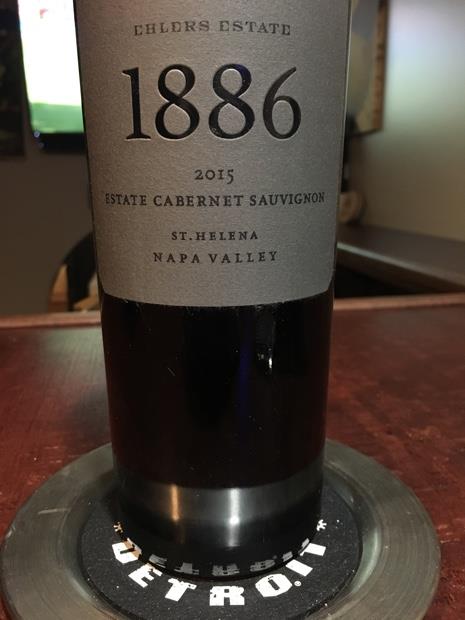 EHLERS ESTATE
1886
2015
ESTATE CABERNET SAUVIGNON
ST. HELENA
NAPA VALLEY
DETROIT